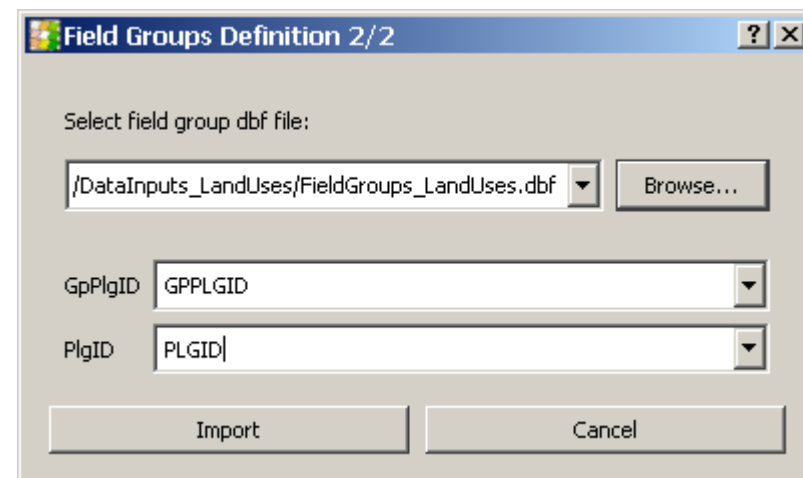 Field Groups Definition 2/2
Select field group dbf file:
/DataInputs_LandUses/FieldGroups_LandUses.dbf Browse...
GpPlgID GPPLGID
PlgID PLGID
Import Cancel